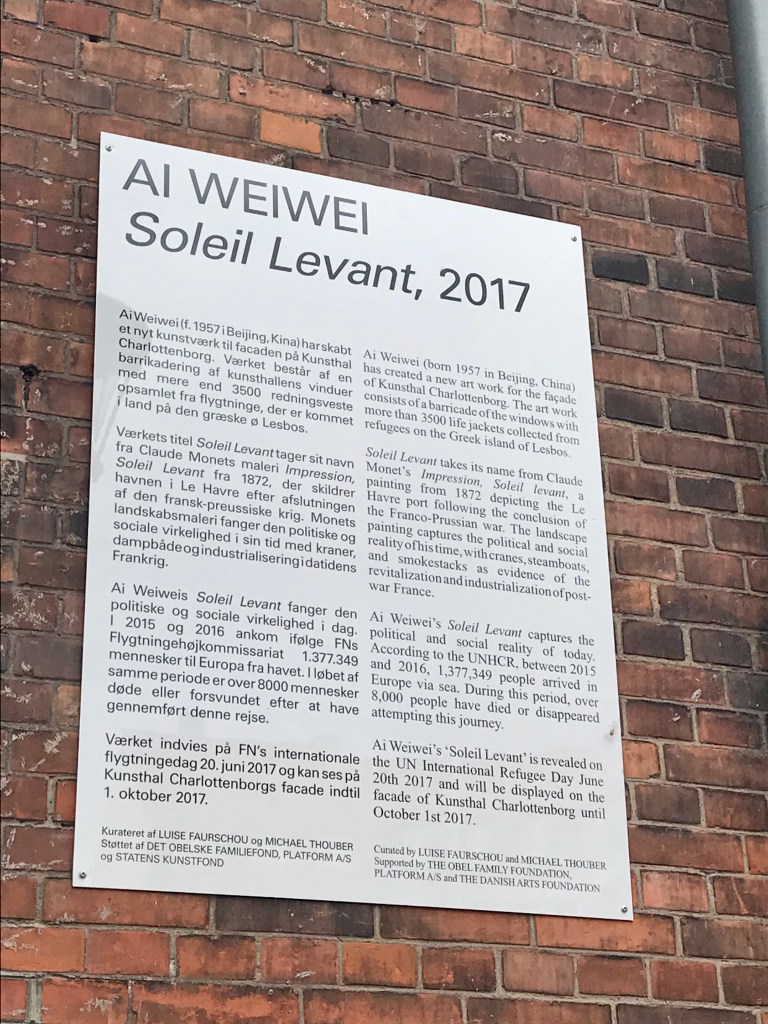 AI WEIWEI
Soleil Levant, 2017
Ai Weiwei (f. 1957 i Beijing, Kina) har skabt
et nyt kunstværk til facaden på Kunsthal
Charlottenborg. Værket består af en
barrikadering af kunsthallens vinduer
med mere end 3500 redningsveste
opsamlet fra flygtninge, der er kommet
i land på den græske ø Lesbos.
Værkets titel Soleil Levant tager sit navn
fra Claude Monets maleri Impression,
Soleil Levant fra 1872, der skildrer
havnen i Le Havre efter afslutningen
af den fransk-preussiske krig. Monets
landskabsmaleri fanger den politiske og
sociale virkelighed i sin tid med kraner,
dampbåde og industrialisering i datidens
Frankrig.
Ai Weiweis Soleil Levant fanger den
politiske og sociale virkelighed i dag.
I 2015 og 2016 ankom ifølge FNs
Flygtningehøjkommissariat 1.377.349
mennesker til Europa fra havet. I løbet af
samme periode er over 8000 mennesker
døde eller forsvundet efter at have
gennemført denne rejse.
Værket indvies på FN's internationale
flygtningedag 20. juni 2017 og kan ses på
Kunsthal Charlottenborgs facade indtil
1. oktober 2017.
Kurateret af LUISE FAURSCHOU og MICHAEL THOUBER
Støttet af DET OBELSKE FAMILIEFOND, PLATFORM A/S
og STATENS KUNSTFOND
Ai Weiwei (born 1957 in Beijing, China)
has created a new art work for the façade
of Kunsthal Charlottenborg. The art work
consists of a barricade of the windows with
more than 3500 life jackets collected from
refugees on the Greek island of Lesbos.
Soleil Levant takes its name from Claude
Monet's Impression, Soleil levant, a
painting from 1872 depicting the Le
Havre port following the conclusion of
the Franco-Prussian war. The landscape
painting captures the political and social
reality of his time, with cranes, steamboats,
and smokestacks as evidence of the
revitalization and industrialization of post-
war France.
Ai Weiwei's Soleil Levant captures the
political and social reality of today.
According to the UNHCR, between 2015
and 2016, 1,377,349 people arrived in
Europe via sea. During this period, over
8,000 people have died or disappeared
attempting this journey.
Ai Weiwei's 'Soleil Levant' is revealed on
the UN International Refugee Day June
20th 2017 and will be displayed on the
facade of Kunsthal Charlottenborg until
October 1st 2017.
Curated by LUISE FAURSCHOU and MICHAEL THOUBER
Supported by THE OBEL FAMILY FOUNDATION,
PLATFORM A/S and THE DANISH ARTS FOUNDATION